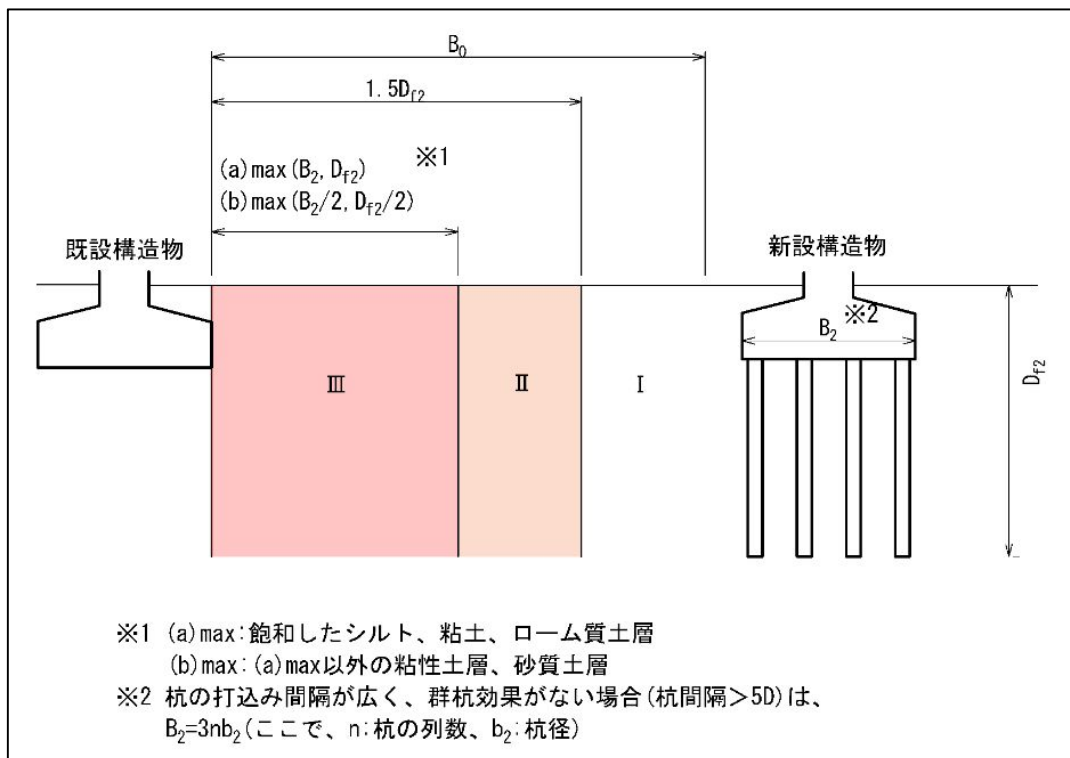 B₀
1.5D_f2
(a)max(B₂,D_f2) ※1
(b)max(B₂/2,D_f2/2)
既設構造物
新設構造物
※2
B₂
D_f2
Ⅲ
Ⅱ
Ⅰ
※1 (a)max:飽和したシルト、粘土、ローム質土層
(b)max:(a)max以外の粘性土層、砂質土層
※2 杭の打込み間隔が広く、群杭効果がない場合(杭間隔>5D)は、
B₂=3nb₂(ここで、n:杭の列数、b₂:杭径)